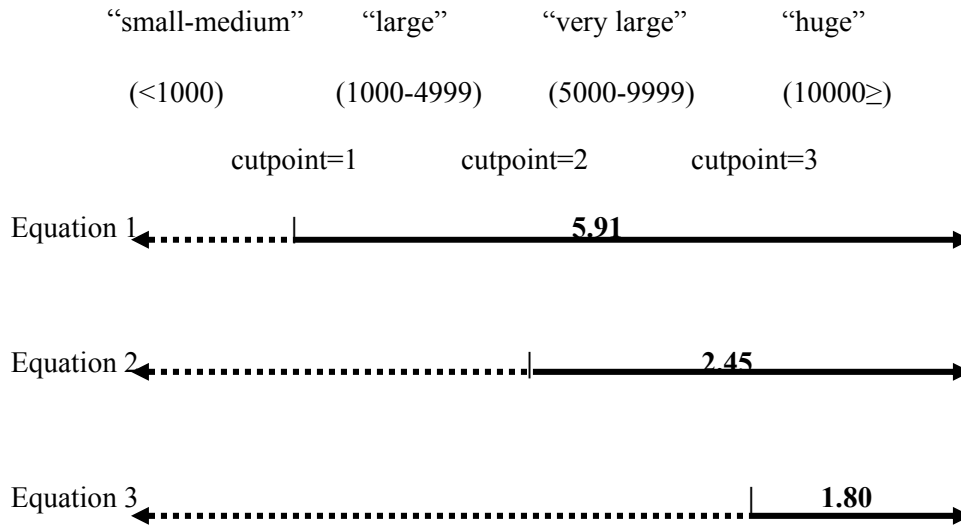 “small-medium” “large” “very large” “huge”
(<1000) (1000-4999) (5000-9999) (10000≥)
cutpoint=1 cutpoint=2 cutpoint=3
Equation 1 5.91
Equation 2 2.45
Equation 3 1.80